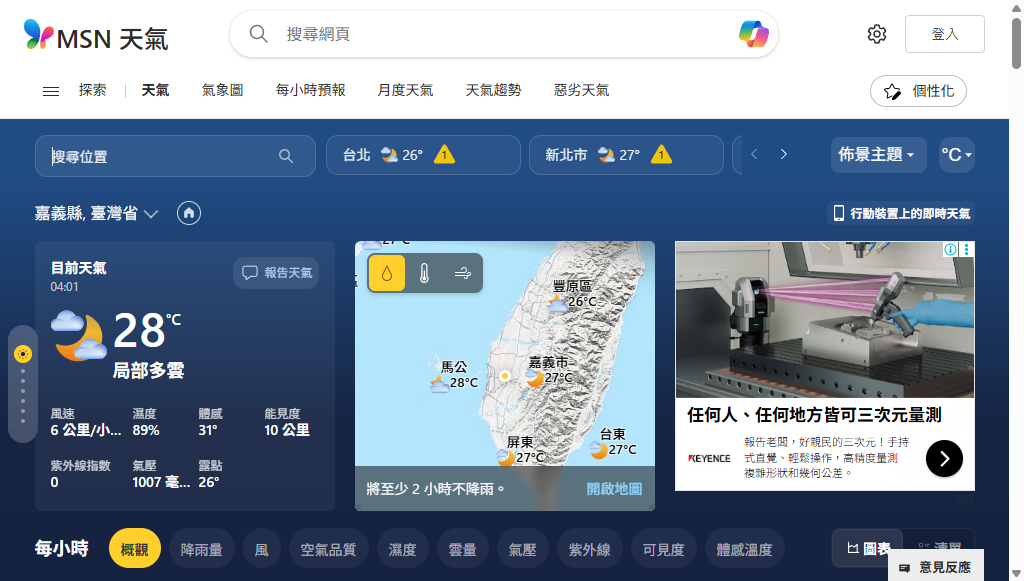 MSN 天氣
搜尋網頁
登入
探索
天氣
氣象圖
每小時預報
月度天氣
天氣趨勢
惡劣天氣
個性化
搜尋位置
台北 26° 1
新北市 27° 1
佈景主題
°C
嘉義縣, 臺灣省
行動裝置上的即時天氣
目前天氣
04:01
報告天氣
28°C
局部多雲
風速
6 公里/小...
濕度
89%
體感
31°
能見度
10 公里
紫外線指數
0
氣壓
1007 毫...
露點
26°
27°C
豐原區
26°C
馬公
28°C
嘉義市
27°C
屏東
27°C
台東
27°C
將至少 2 小時不降雨。
開啟地圖
任何人、任何地方皆可三次元量測
KEYENCE
報告老闆，好親民的三次元！手持
式直覺、輕鬆操作，高精度量測
複雜形狀和幾何公差。
每小時
概觀
降雨量
風
空氣品質
濕度
雲量
氣壓
紫外線
可見度
體感溫度
圖表
清單
意見反應